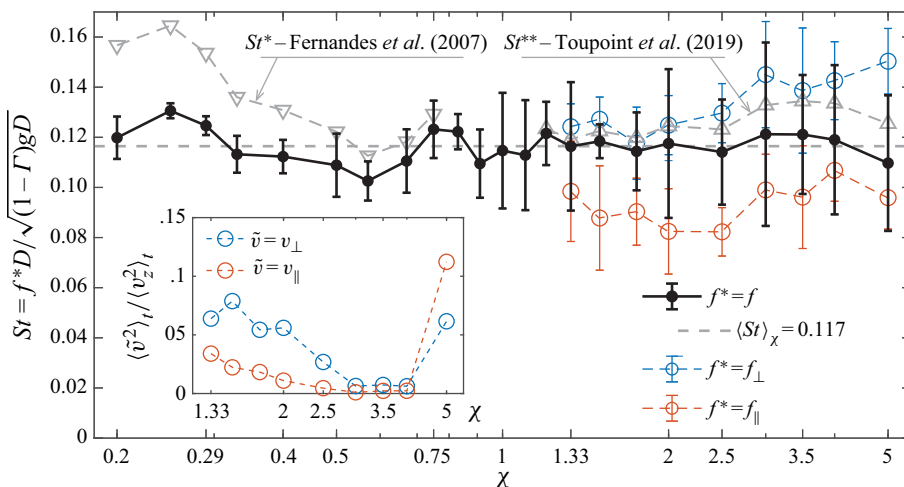 St* – Fernandes et al. (2007)
St** – Toupoint et al. (2019)
St = f*D/√(1 − Γ)gD
0.16
0.14
0.12
0.10
0.08
0.06
0.04
0.02
0
0.2
0.29
0.4
0.5
0.75
1
1.33
2
2.5
3.5
5
χ
⟨ṽ²⟩ₜ / ⟨v_z²⟩ₜ
.15
.1
05
0
1.33
2
2.5
3.5
5
χ
ṽ = v⊥
ṽ = v∥
f* = f
⟨St⟩_χ = 0.117
f* = f⊥
f* = f∥